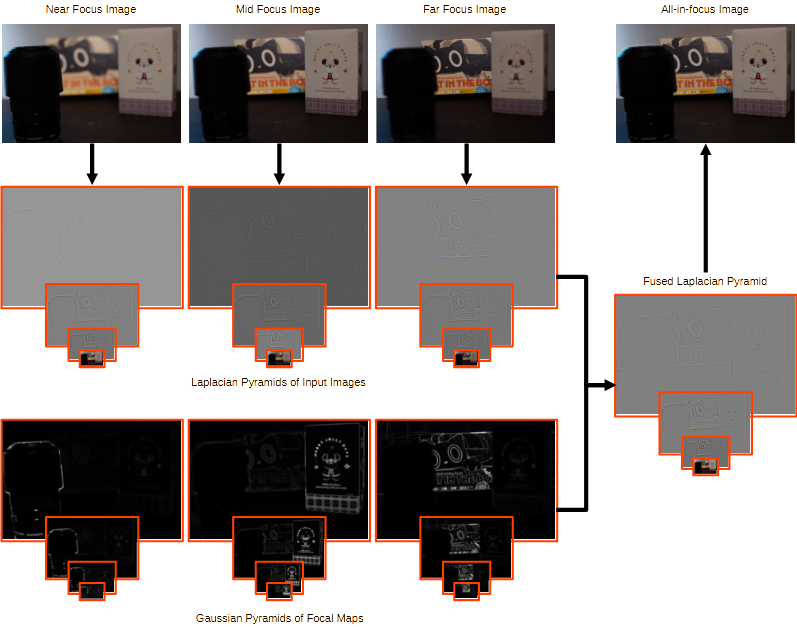 Near Focus Image
Mid Focus Image
Far Focus Image
All-in-focus Image
Fused Laplacian Pyramid
Laplacian Pyramids of Input Images
Gaussian Pyramids of Focal Maps